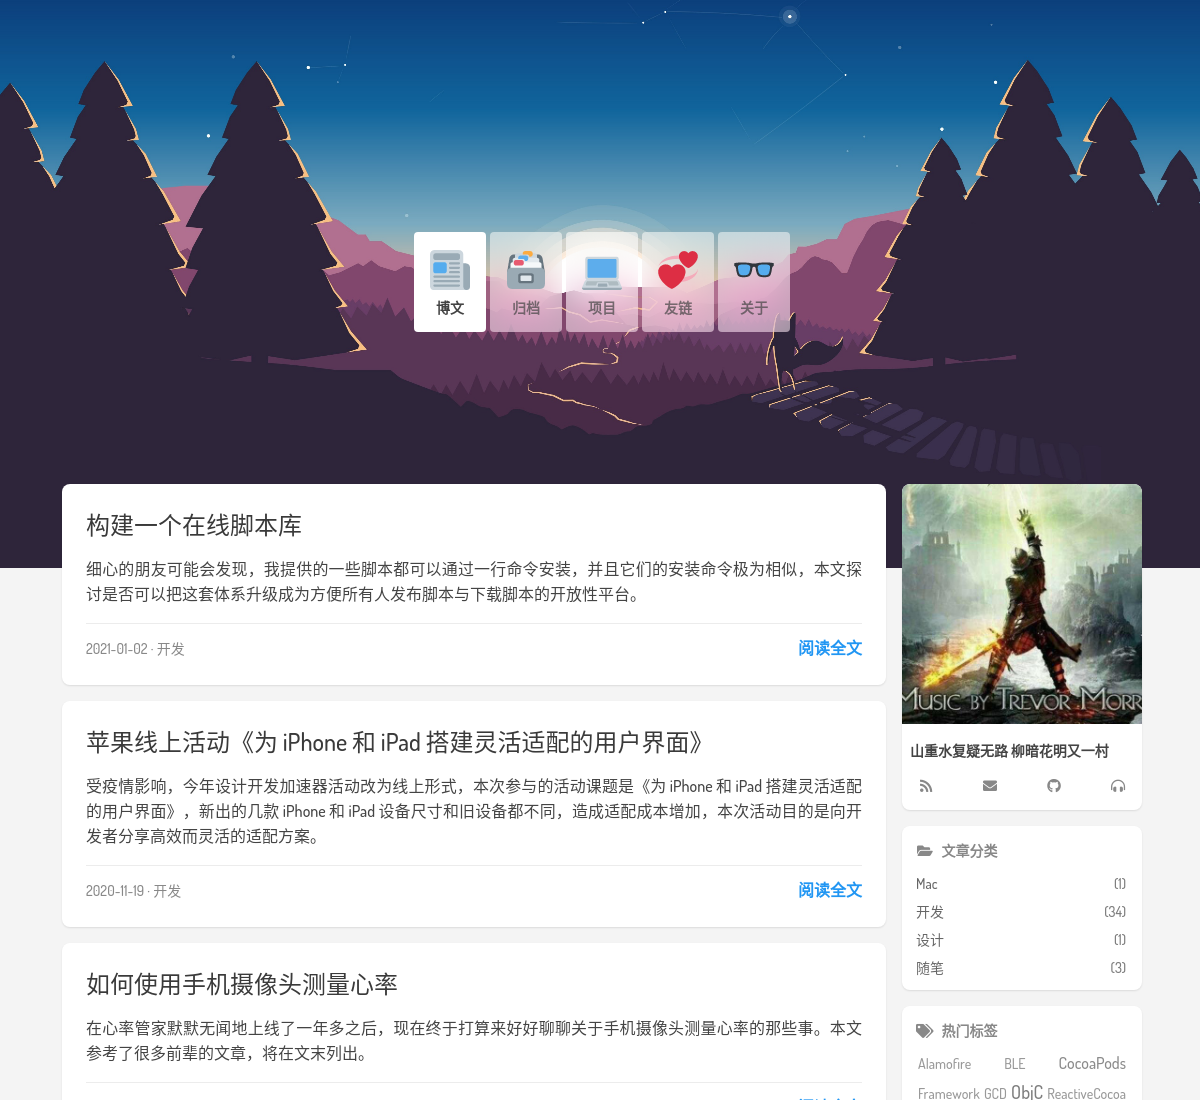 博文
归档
项目
友链
关于
构建一个在线脚本库
细心的朋友可能会发现，我提供的一些脚本都可以通过一行命令安装，并且它们的安装命令极为相似，本文探
讨是否可以把这套体系升级成为方便所有人发布脚本与下载脚本的开放性平台。
2021-01-02 · 开发
阅读全文
苹果线上活动《为 iPhone 和 iPad 搭建灵活适配的用户界面》
受疫情影响，今年设计开发加速器活动改为线上形式，本次参与的活动课题是《为 iPhone 和 iPad 搭建灵活适配
的用户界面》，新出的几款 iPhone 和 iPad 设备尺寸和旧设备都不同，造成适配成本增加，本次活动目的是向开
发者分享高效而灵活的适配方案。
2020-11-19 · 开发
阅读全文
如何使用手机摄像头测量心率
在心率管家默默无闻地上线了一年多之后，现在终于打算来好好聊聊关于手机摄像头测量心率的那些事。本文
参考了很多前辈的文章，将在文末列出。
MUSIC BY TREVOR MORR
山重水复疑无路 柳暗花明又一村
文章分类
Mac (1)
开发 (34)
设计 (1)
随笔 (3)
热门标签
Alamofire BLE CocoaPods
Framework GCD ObjC ReactiveCocoa